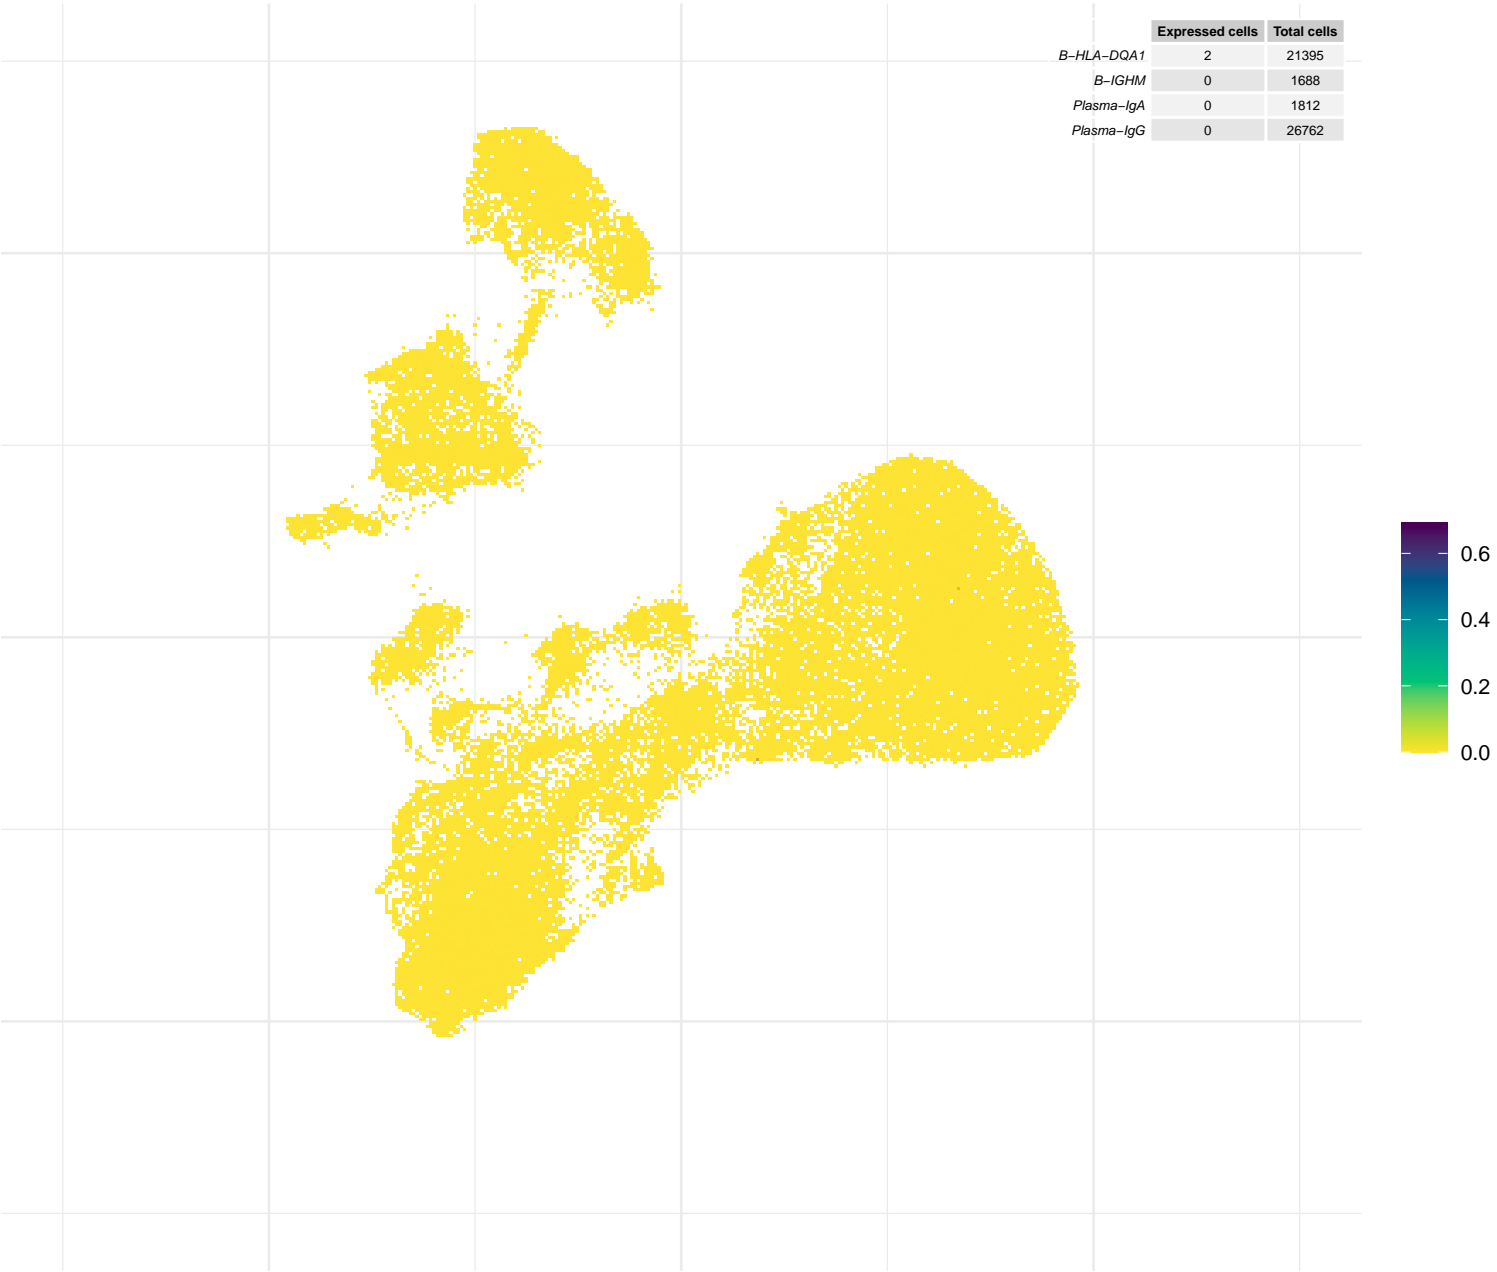 Expressed cells Total cells
B−HLA−DQA1 2 21395
B−IGHM 0 1688
Plasma−IgA 0 1812
Plasma−IgG 0 26762
0.6
0.4
0.2
0.0